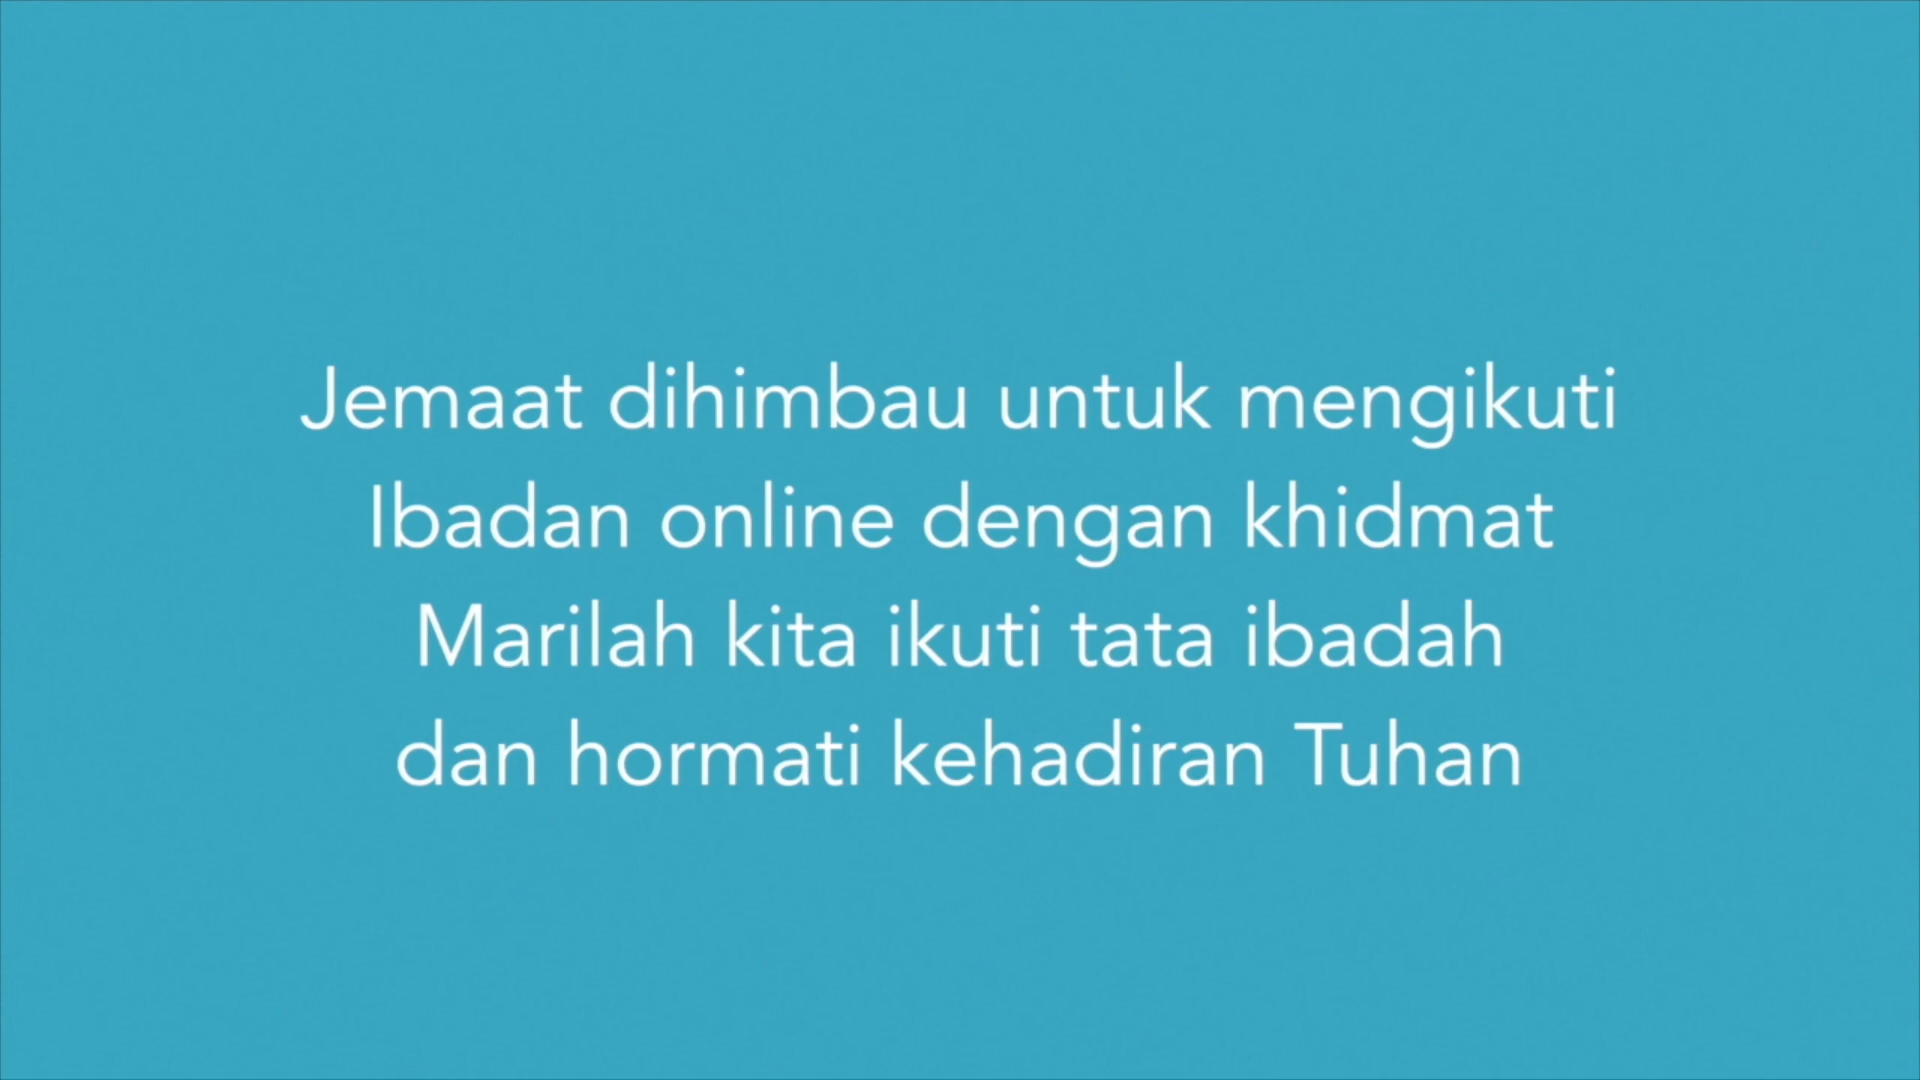 Jemaat dihimbau untuk mengikuti
Ibadan online dengan khidmat
Marilah kita ikuti tata ibadah
dan hormati kehadiran Tuhan